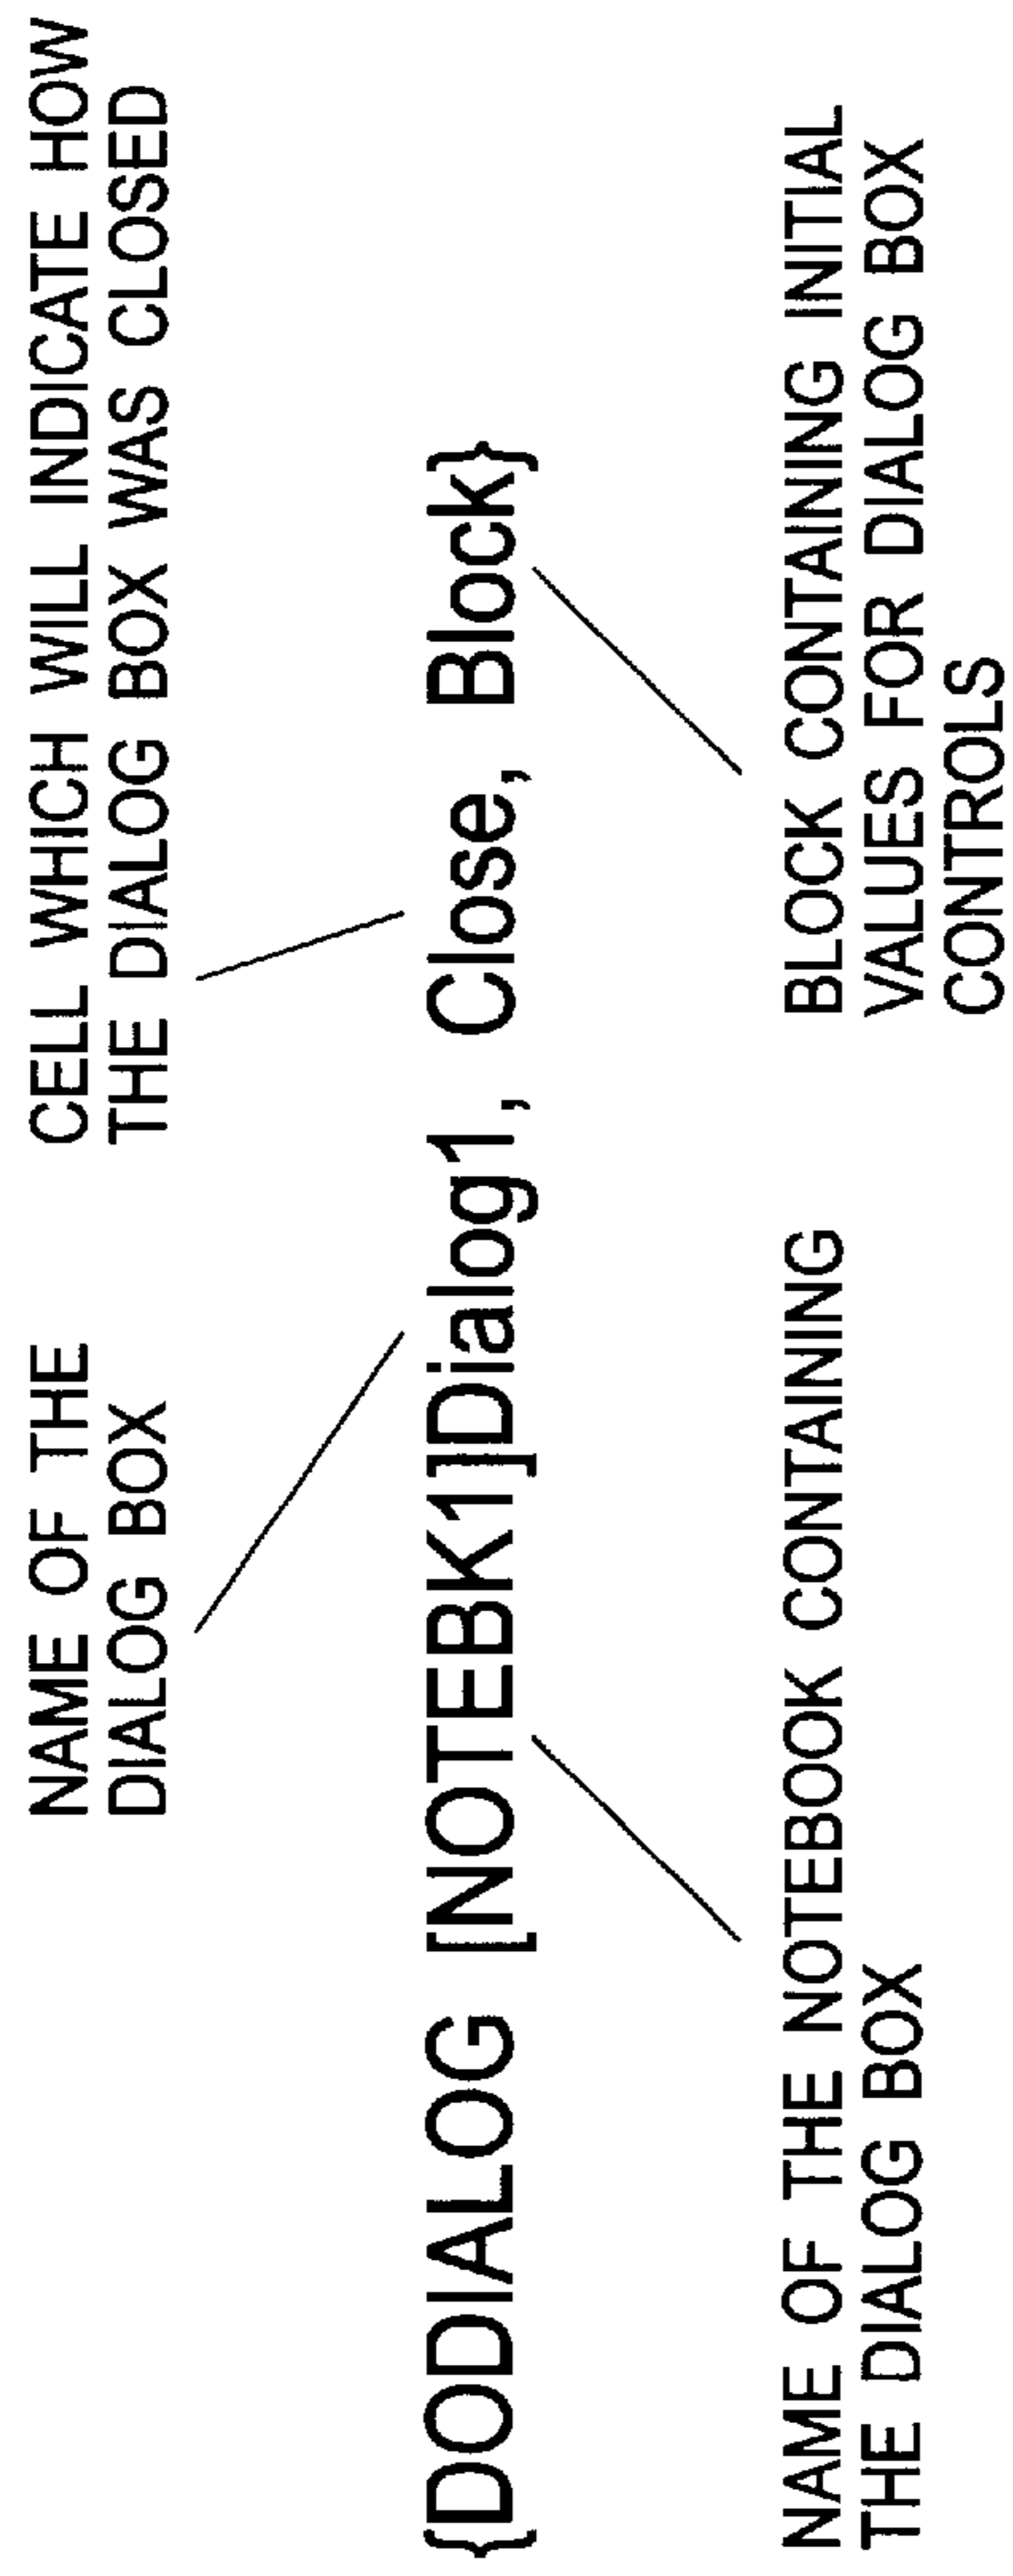 NAME OF THE
DIALOG BOX
CELL WHICH WILL INDICATE HOW
THE DIALOG BOX WAS CLOSED
{DODIALOG [NOTEBK1]Dialog1, Close, Block}
NAME OF THE NOTEBOOK CONTAINING
THE DIALOG BOX
BLOCK CONTAINING INITIAL
VALUES FOR DIALOG BOX
CONTROLS